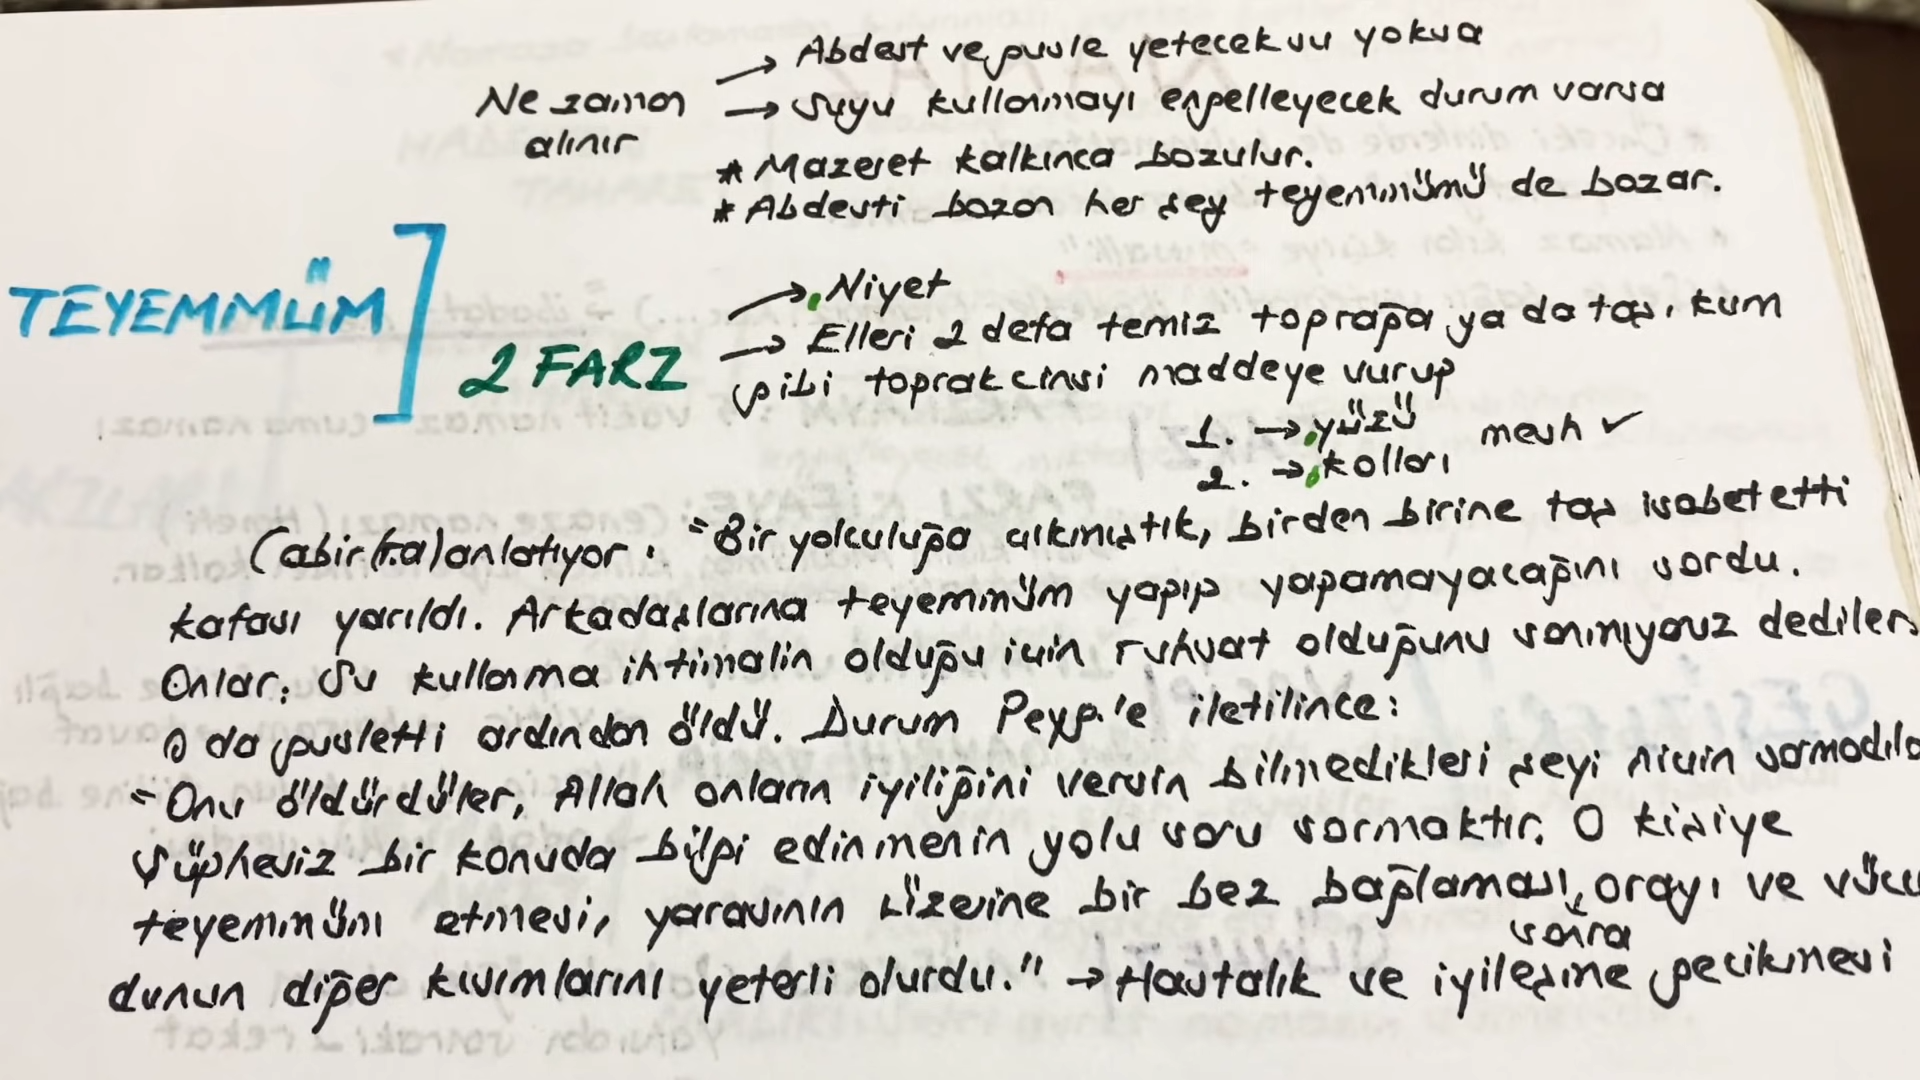 → Abdest ve gusle yetecek su yoksa
Ne zaman alınır → Suyu kullanmayı engelleyecek durum varsa
* Mazeret kalkınca bozulur.
* Abdesti bozan her şey teyemmümü de bozar.
TEYEMMÜM]
2 FARZ → Niyet
→ Elleri 2 defa temiz toprağa ya da taş, kum
gibi toprak cinsi maddeye vurup
1. → yüzü mesh ✓
2. → kolları
Cabir (r.a) anlatıyor: "Bir yolculuğa çıkmıştık, birden birine taş isabet etti
kafası yarıldı. Arkadaşlarına teyemmüm yapıp yapamayacağını sordu.
Onlar: Su kullanma ihtimalin olduğu için ruhsat olduğunu sanmıyoruz dediler.
O da gusletti ardından öldü. Durum Peyg.'e iletilince:
"Onu öldürdüler, Allah onların iyiliğini versin bilmedikleri şeyi niçin sormadıla
Şüphesiz bir konuda bilgi edinmenin yolu soru sormaktır. O kişiye
teyemmüm etmesi, yarasının üzerine bir bez bağlaması, sonra orayı ve vücu
dunun diğer kısımlarını yeterli olurdu." → Hastalık ve iyileşme gecikmesi